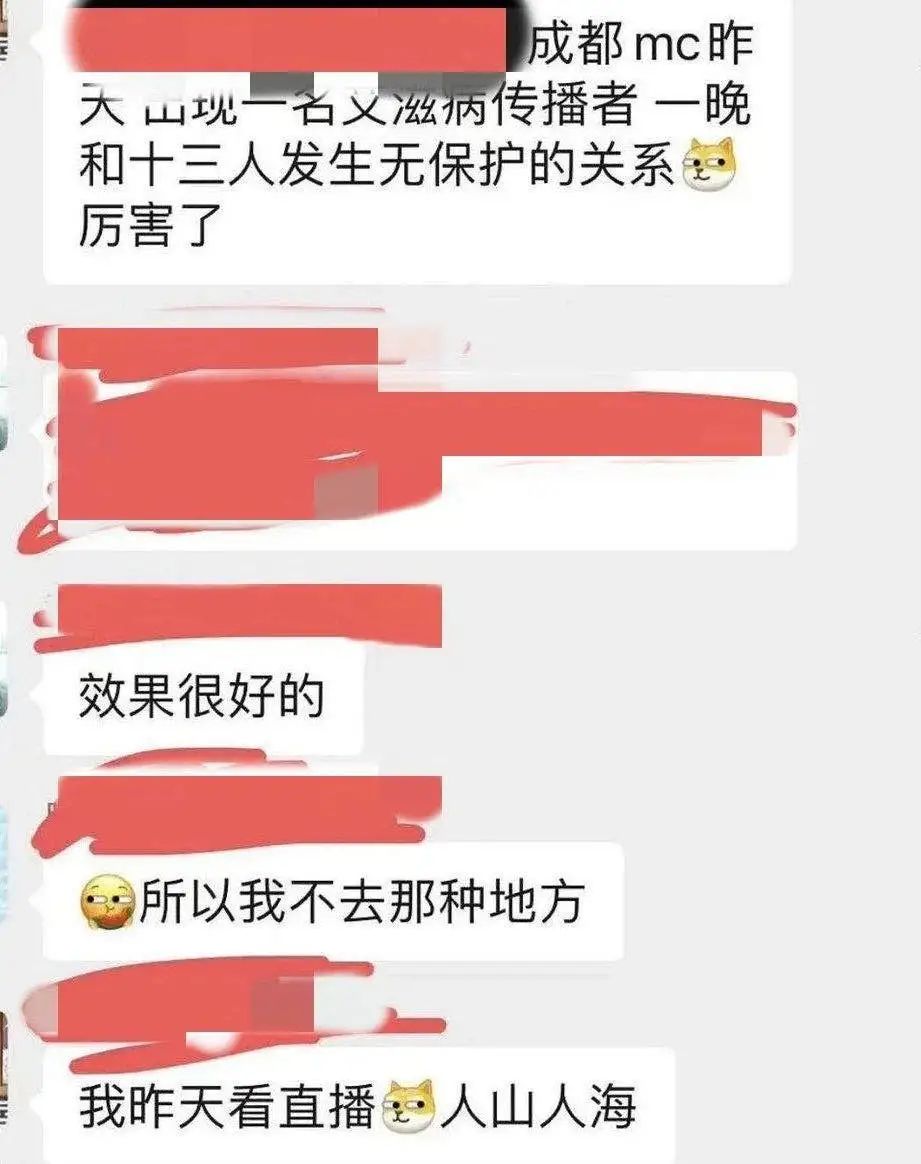 成都mc昨
天 出现一名艾滋病传播者 一晚
和十三人发生无保护的关系
厉害了
效果很好的
所以我不去那种地方
我昨天看直播人山人海